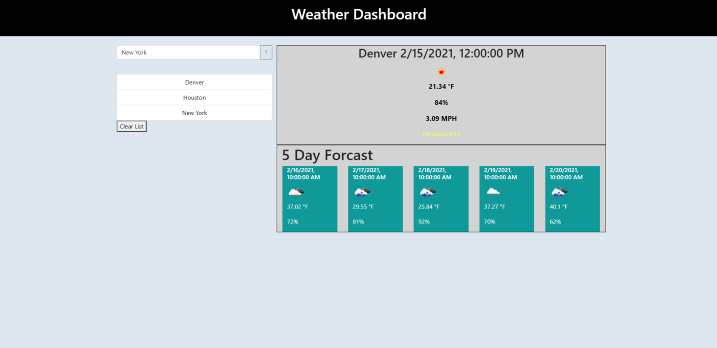 Weather Dashboard
New York
Denver
Houston
New York
Clear List
Denver 2/15/2021, 12:00:00 PM
21.34 °F
84%
3.09 MPH
5 Day Forcast
2/16/2021,
10:00:00 AM
37.02 °F
72%
2/17/2021,
10:00:00 AM
29.55 °F
81%
2/18/2021,
10:00:00 AM
25.84 °F
92%
2/19/2021,
10:00:00 AM
37.27 °F
70%
2/20/2021,
10:00:00 AM
40.1 °F
62%